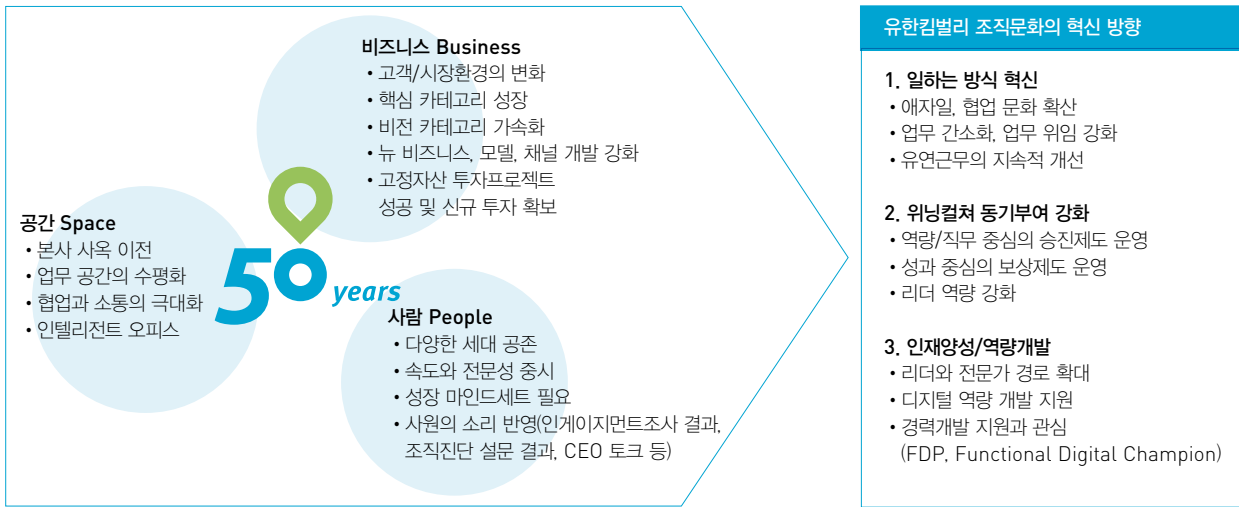 비즈니스 Business
• 고객/시장환경의 변화
• 핵심 카테고리 성장
• 비전 카테고리 가속화
• 뉴 비즈니스, 모델, 채널 개발 강화
• 고정자산 투자프로젝트
성공 및 신규 투자 확보
공간 Space
• 본사 사옥 이전
• 업무 공간의 수평화
• 협업과 소통의 극대화
• 인텔리전트 오피스
50 years
사람 People
• 다양한 세대 공존
• 속도와 전문성 중시
• 성장 마인드세트 필요
• 사원의 소리 반영(인게이지먼트조사 결과,
조직진단 설문 결과, CEO 토크 등)
유한킴벌리 조직문화의 혁신 방향
1. 일하는 방식 혁신
• 애자일, 협업 문화 확산
• 업무 간소화, 업무 위임 강화
• 유연근무의 지속적 개선
2. 위닝컬쳐 동기부여 강화
• 역량/직무 중심의 승진제도 운영
• 성과 중심의 보상제도 운영
• 리더 역량 강화
3. 인재양성/역량개발
• 리더와 전문가 경로 확대
• 디지털 역량 개발 지원
• 경력개발 지원과 관심
(FDP, Functional Digital Champion)